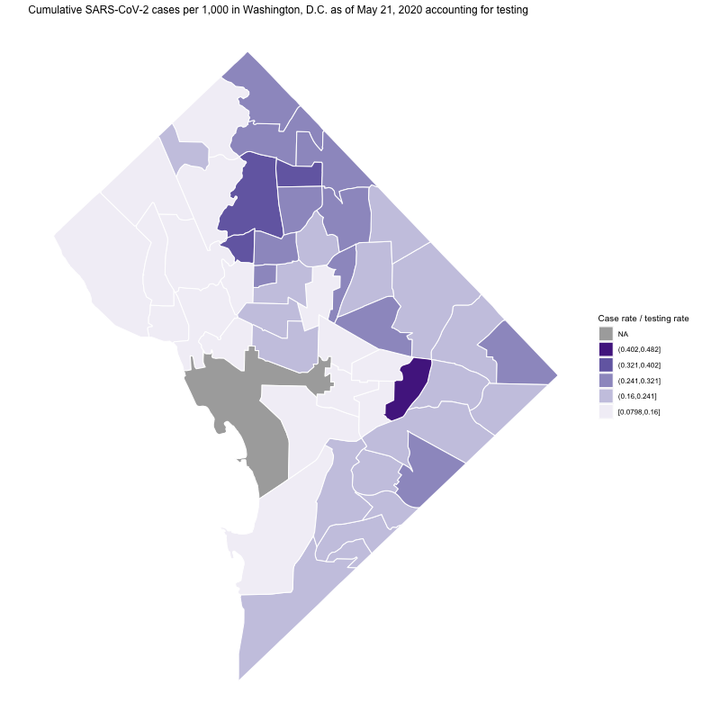 Cumulative SARS-CoV-2 cases per 1,000 in Washington, D.C. as of May 21, 2020 accounting for testing
Case rate / testing rate
NA
(0.402,0.482]
(0.321,0.402]
(0.241,0.321]
(0.16,0.241]
[0.0798,0.16]